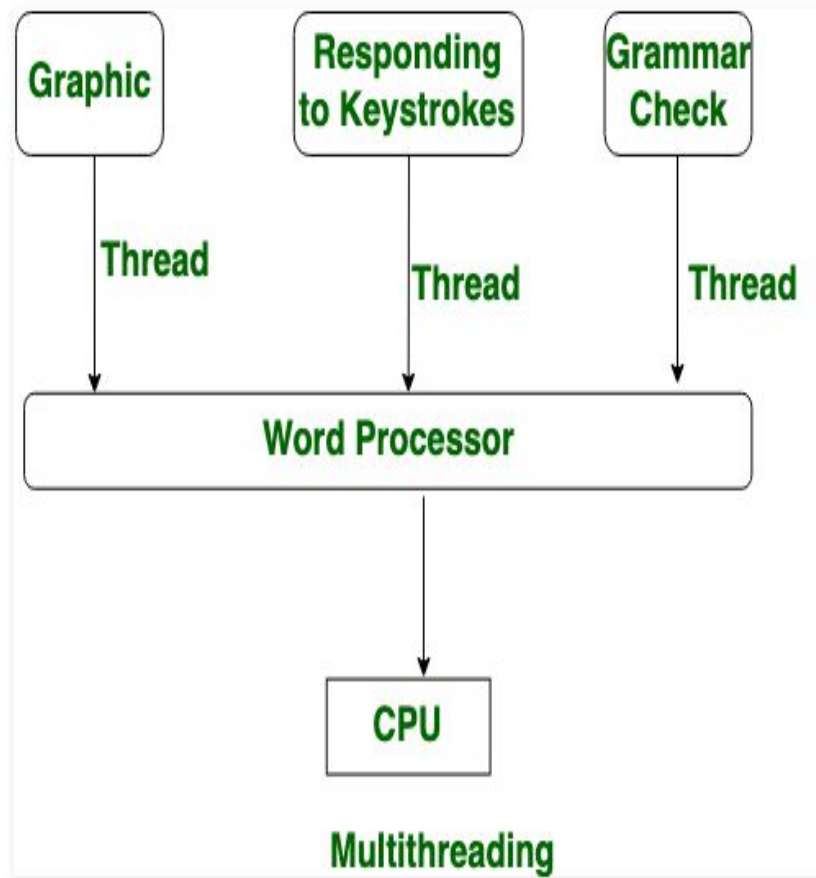 Graphic
Responding
to Keystrokes
Grammar
Check
Thread
Thread
Thread
Word Processor
CPU
Multithreading